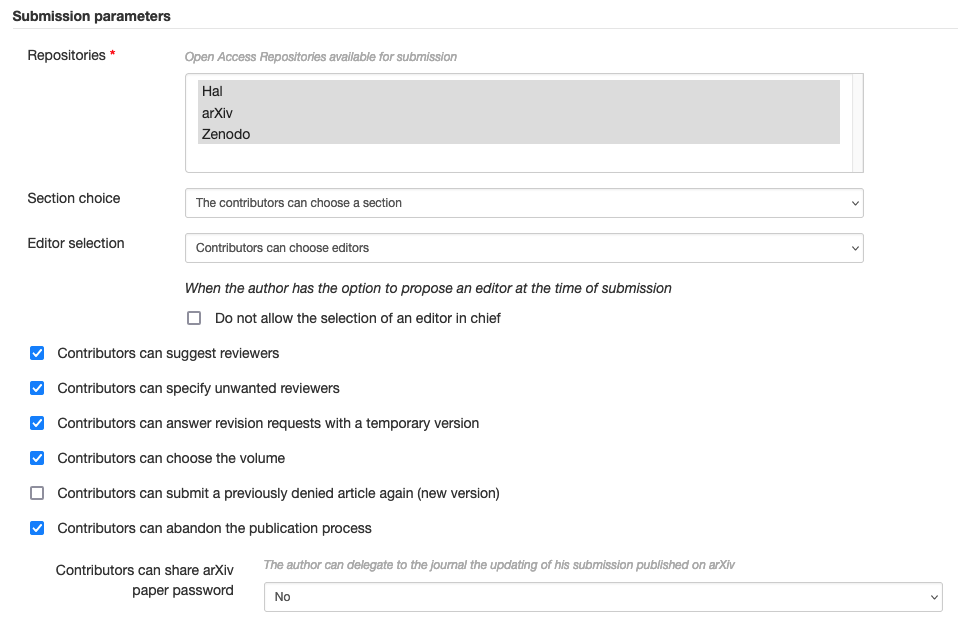 Submission parameters
Repositories *
Open Access Repositories available for submission
Hal
arXiv
Zenodo
Section choice
The contributors can choose a section
Editor selection
Contributors can choose editors
When the author has the option to propose an editor at the time of submission
Do not allow the selection of an editor in chief
Contributors can suggest reviewers
Contributors can specify unwanted reviewers
Contributors can answer revision requests with a temporary version
Contributors can choose the volume
Contributors can submit a previously denied article again (new version)
Contributors can abandon the publication process
Contributors can share arXiv
paper password
The author can delegate to the journal the updating of his submission published on arXiv
No